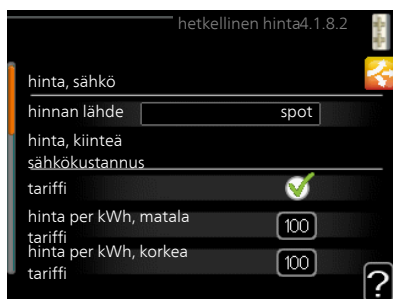 hetkellinen hinta4.1.8.2
hinta, sähkö
hinnan lähde spot
hinta, kiinteä
sähkökustannus
tariffi
hinta per kWh, matala 100
tariffi
hinta per kWh, korkea 100
tariffi
?